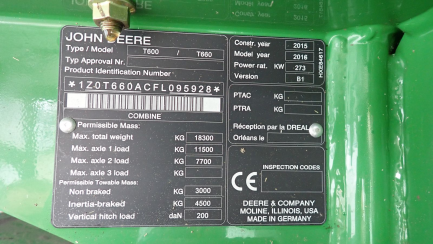 JOHN DEERE
Type / Model T600 / T660
Typ Approval Nr.
Product Identification Number
*1Z0T660ACFL095928*
COMBINE
Permissible Mass:
Max. total weight KG 18300
Max. axle 1 load KG 11500
Max. axle 2 load KG 7700
Max. axle 3 load KG
Permissible Towable Mass:
Non braked KG 3000
Inertia-braked KG 4500
Vertical hitch load daN 200
Constr. year 2015
Model year 2016
Power rat. KW 273
Version B1
HXE84617
PTAC KG
PTRA KG
Réception par la DREAL
Orléans le
INSPECTION CODES
/
CE
DEERE & COMPANY
MOLINE, ILLINOIS, USA
MADE IN GERMANY